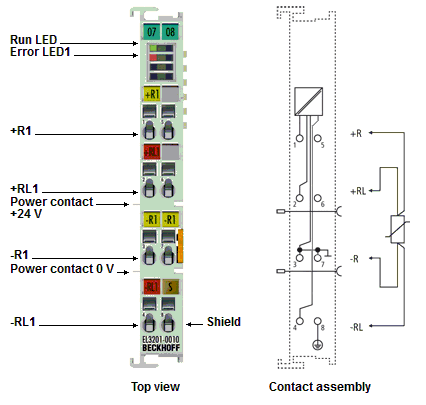 Run LED
Error LED1
07 08
+R1
+R1
+RL1
+RL1
Power contact
+24 V
-R1 -R1
-R1
Power contact 0 V
-RL1 S
-RL1
Shield
EL3201-0010
BECKHOFF
Top view
1 5
2 6
3 7
4 8
+R
+RL
-R
-RL
Contact assembly